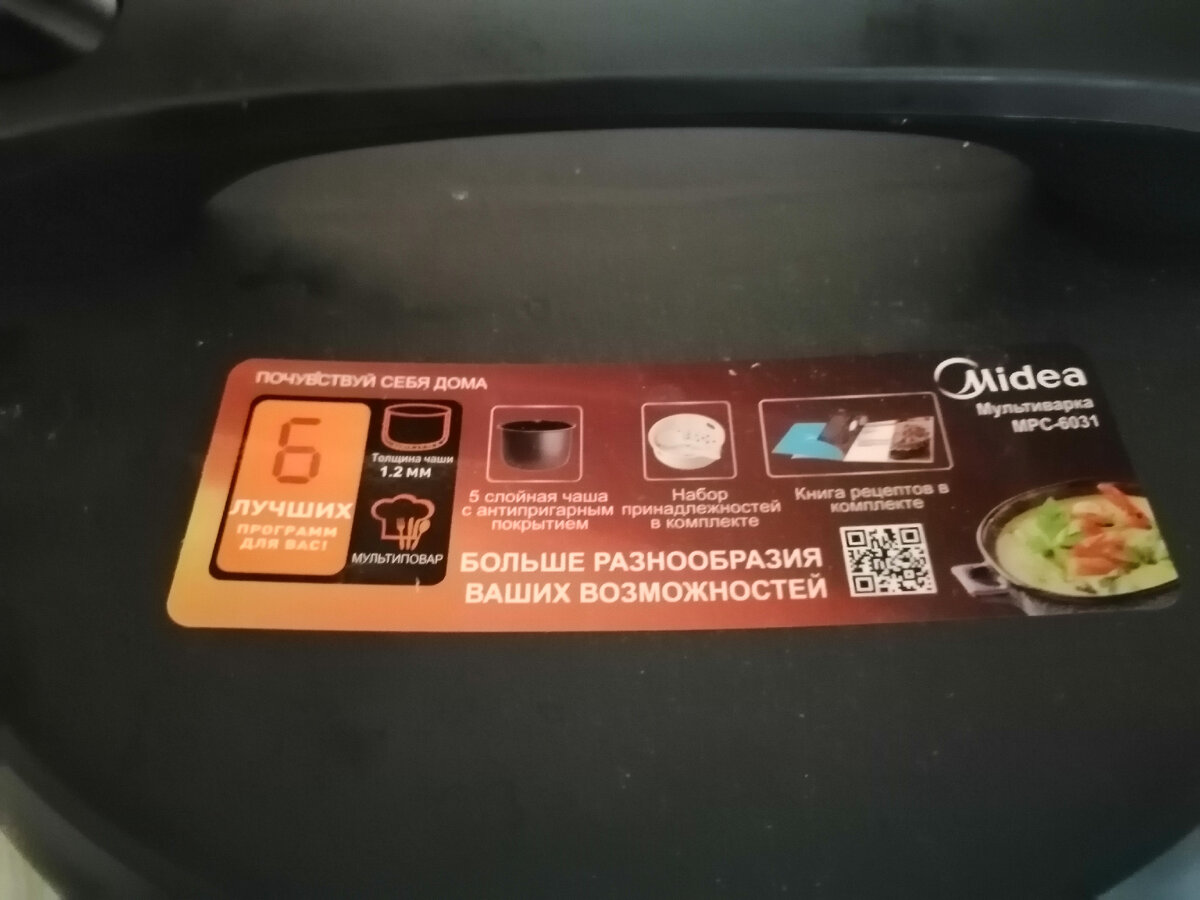 ПОЧУВСТВУЙ СЕБЯ ДОМА
6
ЛУЧШИХ
ПРОГРАММ
ДЛЯ ВАС!
Толщина чаши
1.2 мм
МУЛЬТИПОВАР
5 слойная чаша
с антипригарным
покрытием
Набор
принадлежностей
в комплекте
Книга рецептов в
комплекте
Midea
Мультиварка
MPC-6031
БОЛЬШЕ РАЗНООБРАЗИЯ
ВАШИХ ВОЗМОЖНОСТЕЙ